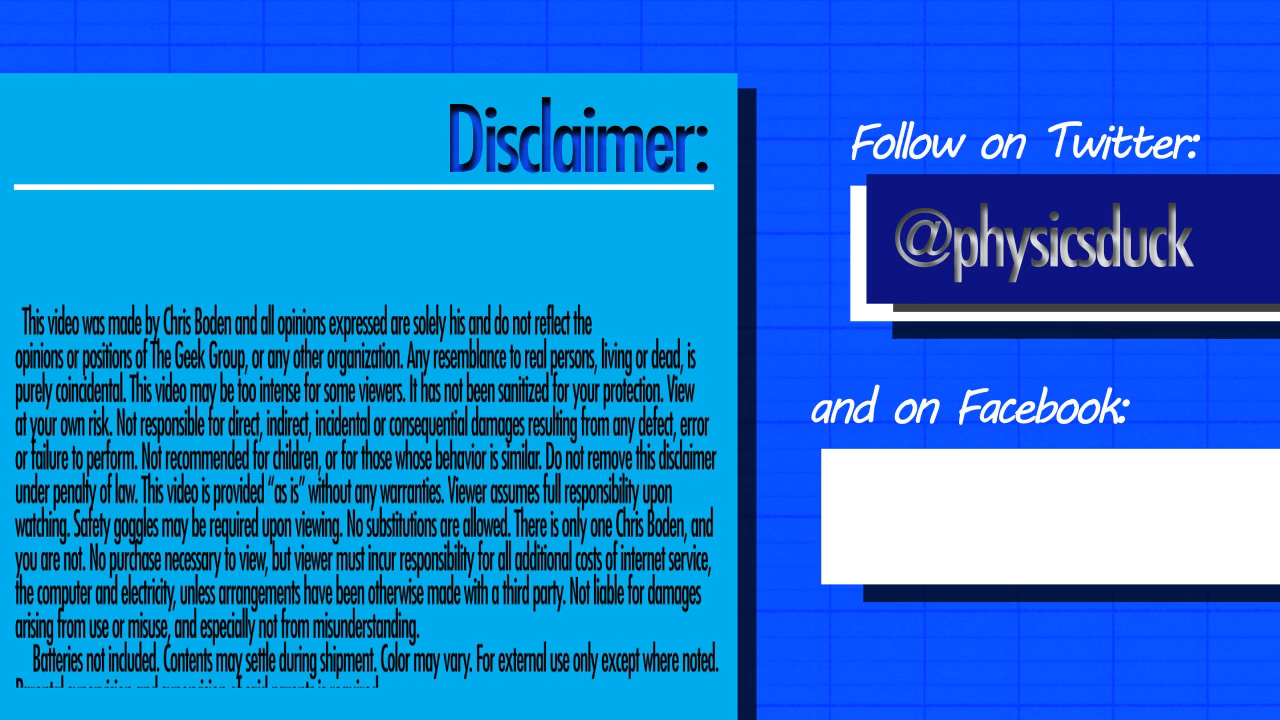 Disclaimer:
This video was made by Chris Boden and all opinions expressed are solely his and do not reflect the
opinions or positions of The Geek Group, or any other organization. Any resemblance to real persons, living or dead, is
purely coincidental. This video may be too intense for some viewers. It has not been sanitized for your protection. View
at your own risk. Not responsible for direct, indirect, incidental or consequential damages resulting from any defect, error
or failure to perform. Not recommended for children, or for those whose behavior is similar. Do not remove this disclaimer
under penalty of law. This video is provided “as is” without any warranties. Viewer assumes full responsibility upon
watching. Safety goggles may be required upon viewing. No substitutions are allowed. There is only one Chris Boden, and
you are not. No purchase necessary to view, but viewer must incur responsibility for all additional costs of internet service,
the computer and electricity, unless arrangements have been otherwise made with a third party. Not liable for damages
arising from use or misuse, and especially not from misunderstanding.
Batteries not included. Contents may settle during shipment. Color may vary. For external use only except where noted.
Parental supervision and supervision of said parents is required.
Follow on Twitter:
@physicsduck
and on Facebook: